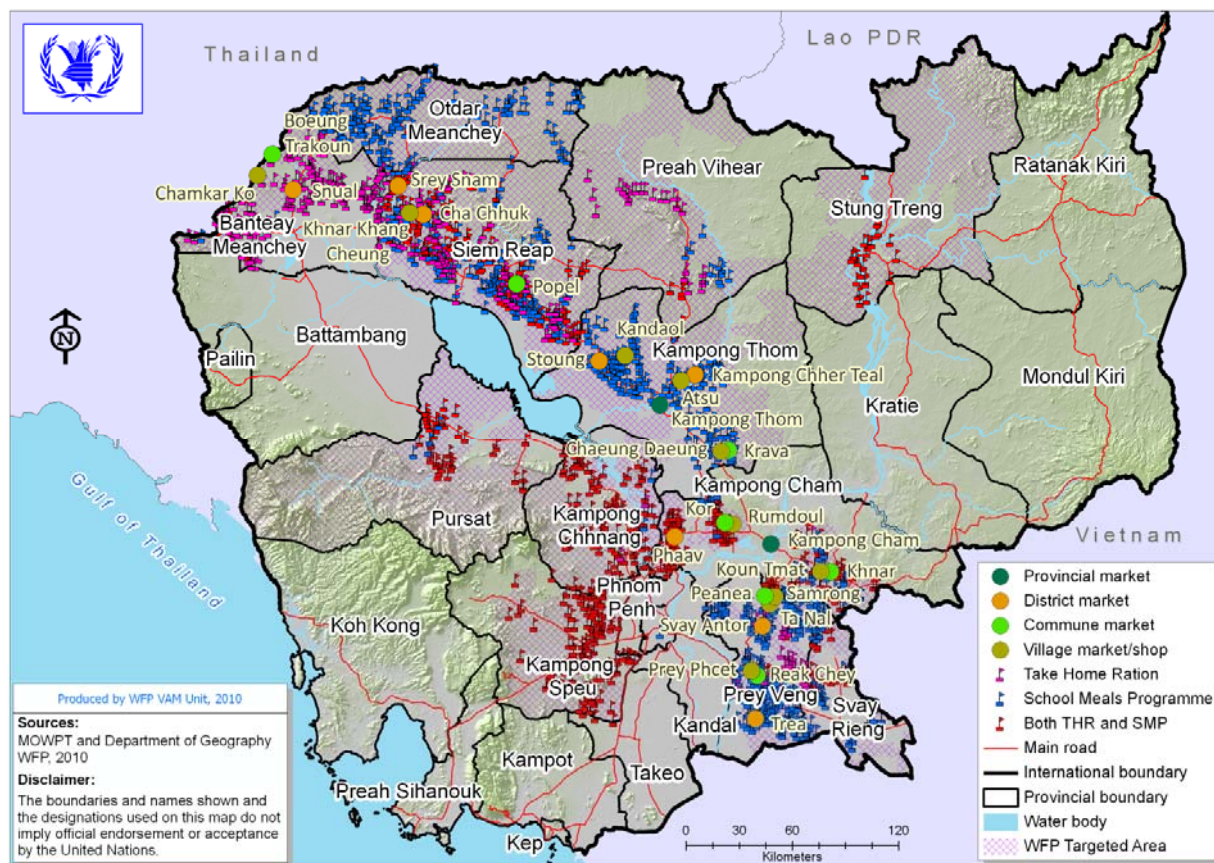 Thailand
Lao PDR
Otdar
Meanchey
Boeung
Trakoun
Preah Vihear
Ratanak Kiri
Chamkar Ko
Snual
Srey Snam
Stung Treng
Banteay
Meanchey
Khnar Khang
Cheung
Cha Chhuk
Siem Reap
Popel
Battambang
Kandaol
Pailin
Stoung
Kampong Thom
Kampong Chher Teal
Mondul Kiri
Atsu
Kratie
Kampong Thom
Chaeung Daeung
Krava
Kampong Cham
Gulf of Thailand
Pursat
Kampong
Chhnang
Kor
Rumdoul
Phaav
Kampong Cham
Vietnam
Koun Tmat
Khnar
Phnom
Penh
Peanea
Samrong
Ta Nal
Svay Antor
Koh Kong
Kampong
Speu
Prey Phcet
Reak Chey
Prey Veng
Svay
Rieng
Kandal
Trea
Kampot
Takeo
Preah Sihanouk
Kep
N
Provincial market
District market
Commune market
Village market/shop
Take Home Ration
School Meals Programme
Both THR and SMP
Main road
International boundary
Provincial boundary
Water body
WFP Targeted Area
Produced by WFP VAM Unit, 2010
Sources:
MOWPT and Department of Geography
WFP, 2010
Disclaimer:
The boundaries and names shown and
the designations used on this map do not
imply official endorsement or acceptance
by the United Nations.
0 30 60 120
Kilometers